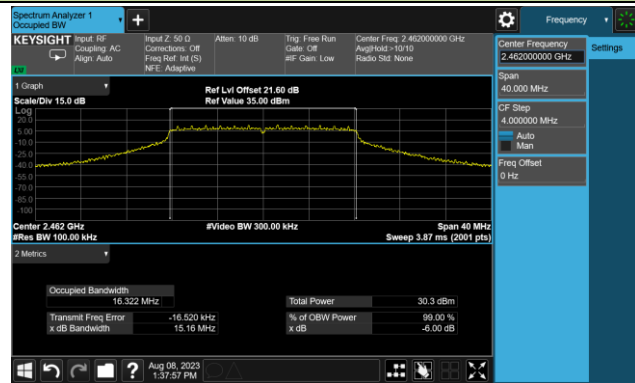 Spectrum Analyzer 1
Occupied BW
+
Frequency
KEYSIGHT
Input: RF
Coupling: AC
Align: Auto
Input Z: 50 Ω
Corrections: Off
Freq Ref: Int (S)
NFE: Adaptive
Atten: 10 dB
Trig: Free Run
Gate: Off
#IF Gain: Low
Center Freq: 2.462000000 GHz
Avg|Hold:>10/10
Radio Std: None
1 Graph
Scale/Div 15.0 dB
Ref Lvl Offset 21.60 dB
Ref Value 35.00 dBm
Log
20.0
5.00
-10.0
-25.0
-40.0
-55.0
-70.0
-85.0
-100
Center 2.462 GHz
#Res BW 100.00 kHz
#Video BW 300.00 kHz
Span 40 MHz
Sweep 3.87 ms (2001 pts)
2 Metrics
Occupied Bandwidth
16.322 MHz
Total Power 30.3 dBm
Transmit Freq Error -16.520 kHz
% of OBW Power 99.00 %
x dB Bandwidth 15.16 MHz
x dB -6.00 dB
Center Frequency
2.462000000 GHz
Settings
Span
40.000 MHz
CF Step
4.000000 MHz
Auto
Man
Freq Offset
0 Hz
?
Aug 08, 2023
1:37:57 PM